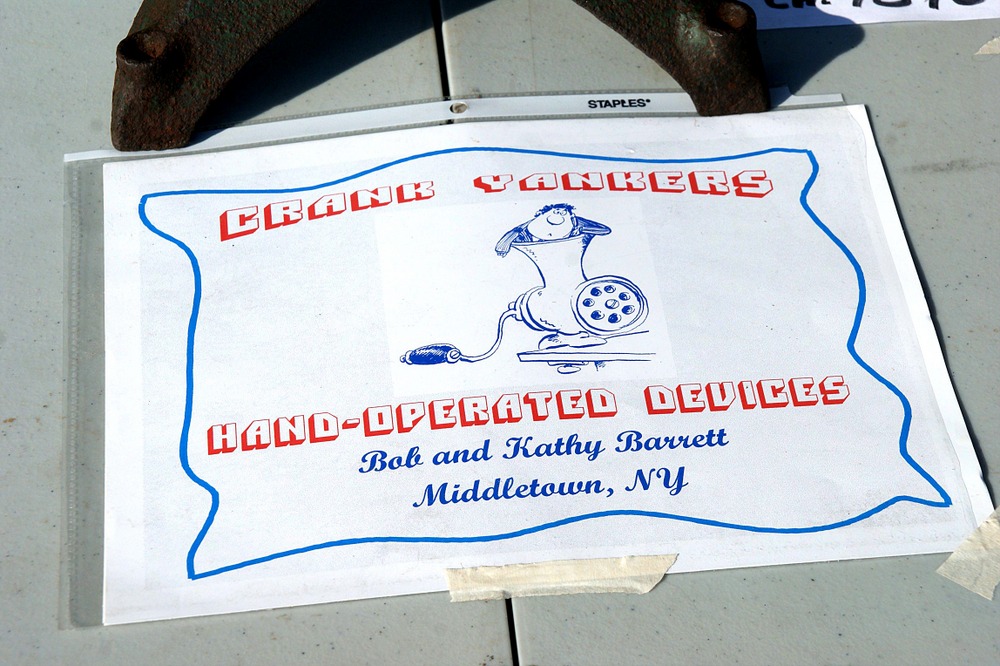 STAPLES®
CRANK YANKERS
HAND-OPERATED DEVICES
Bob and Kathy Barrett
Middletown, NY